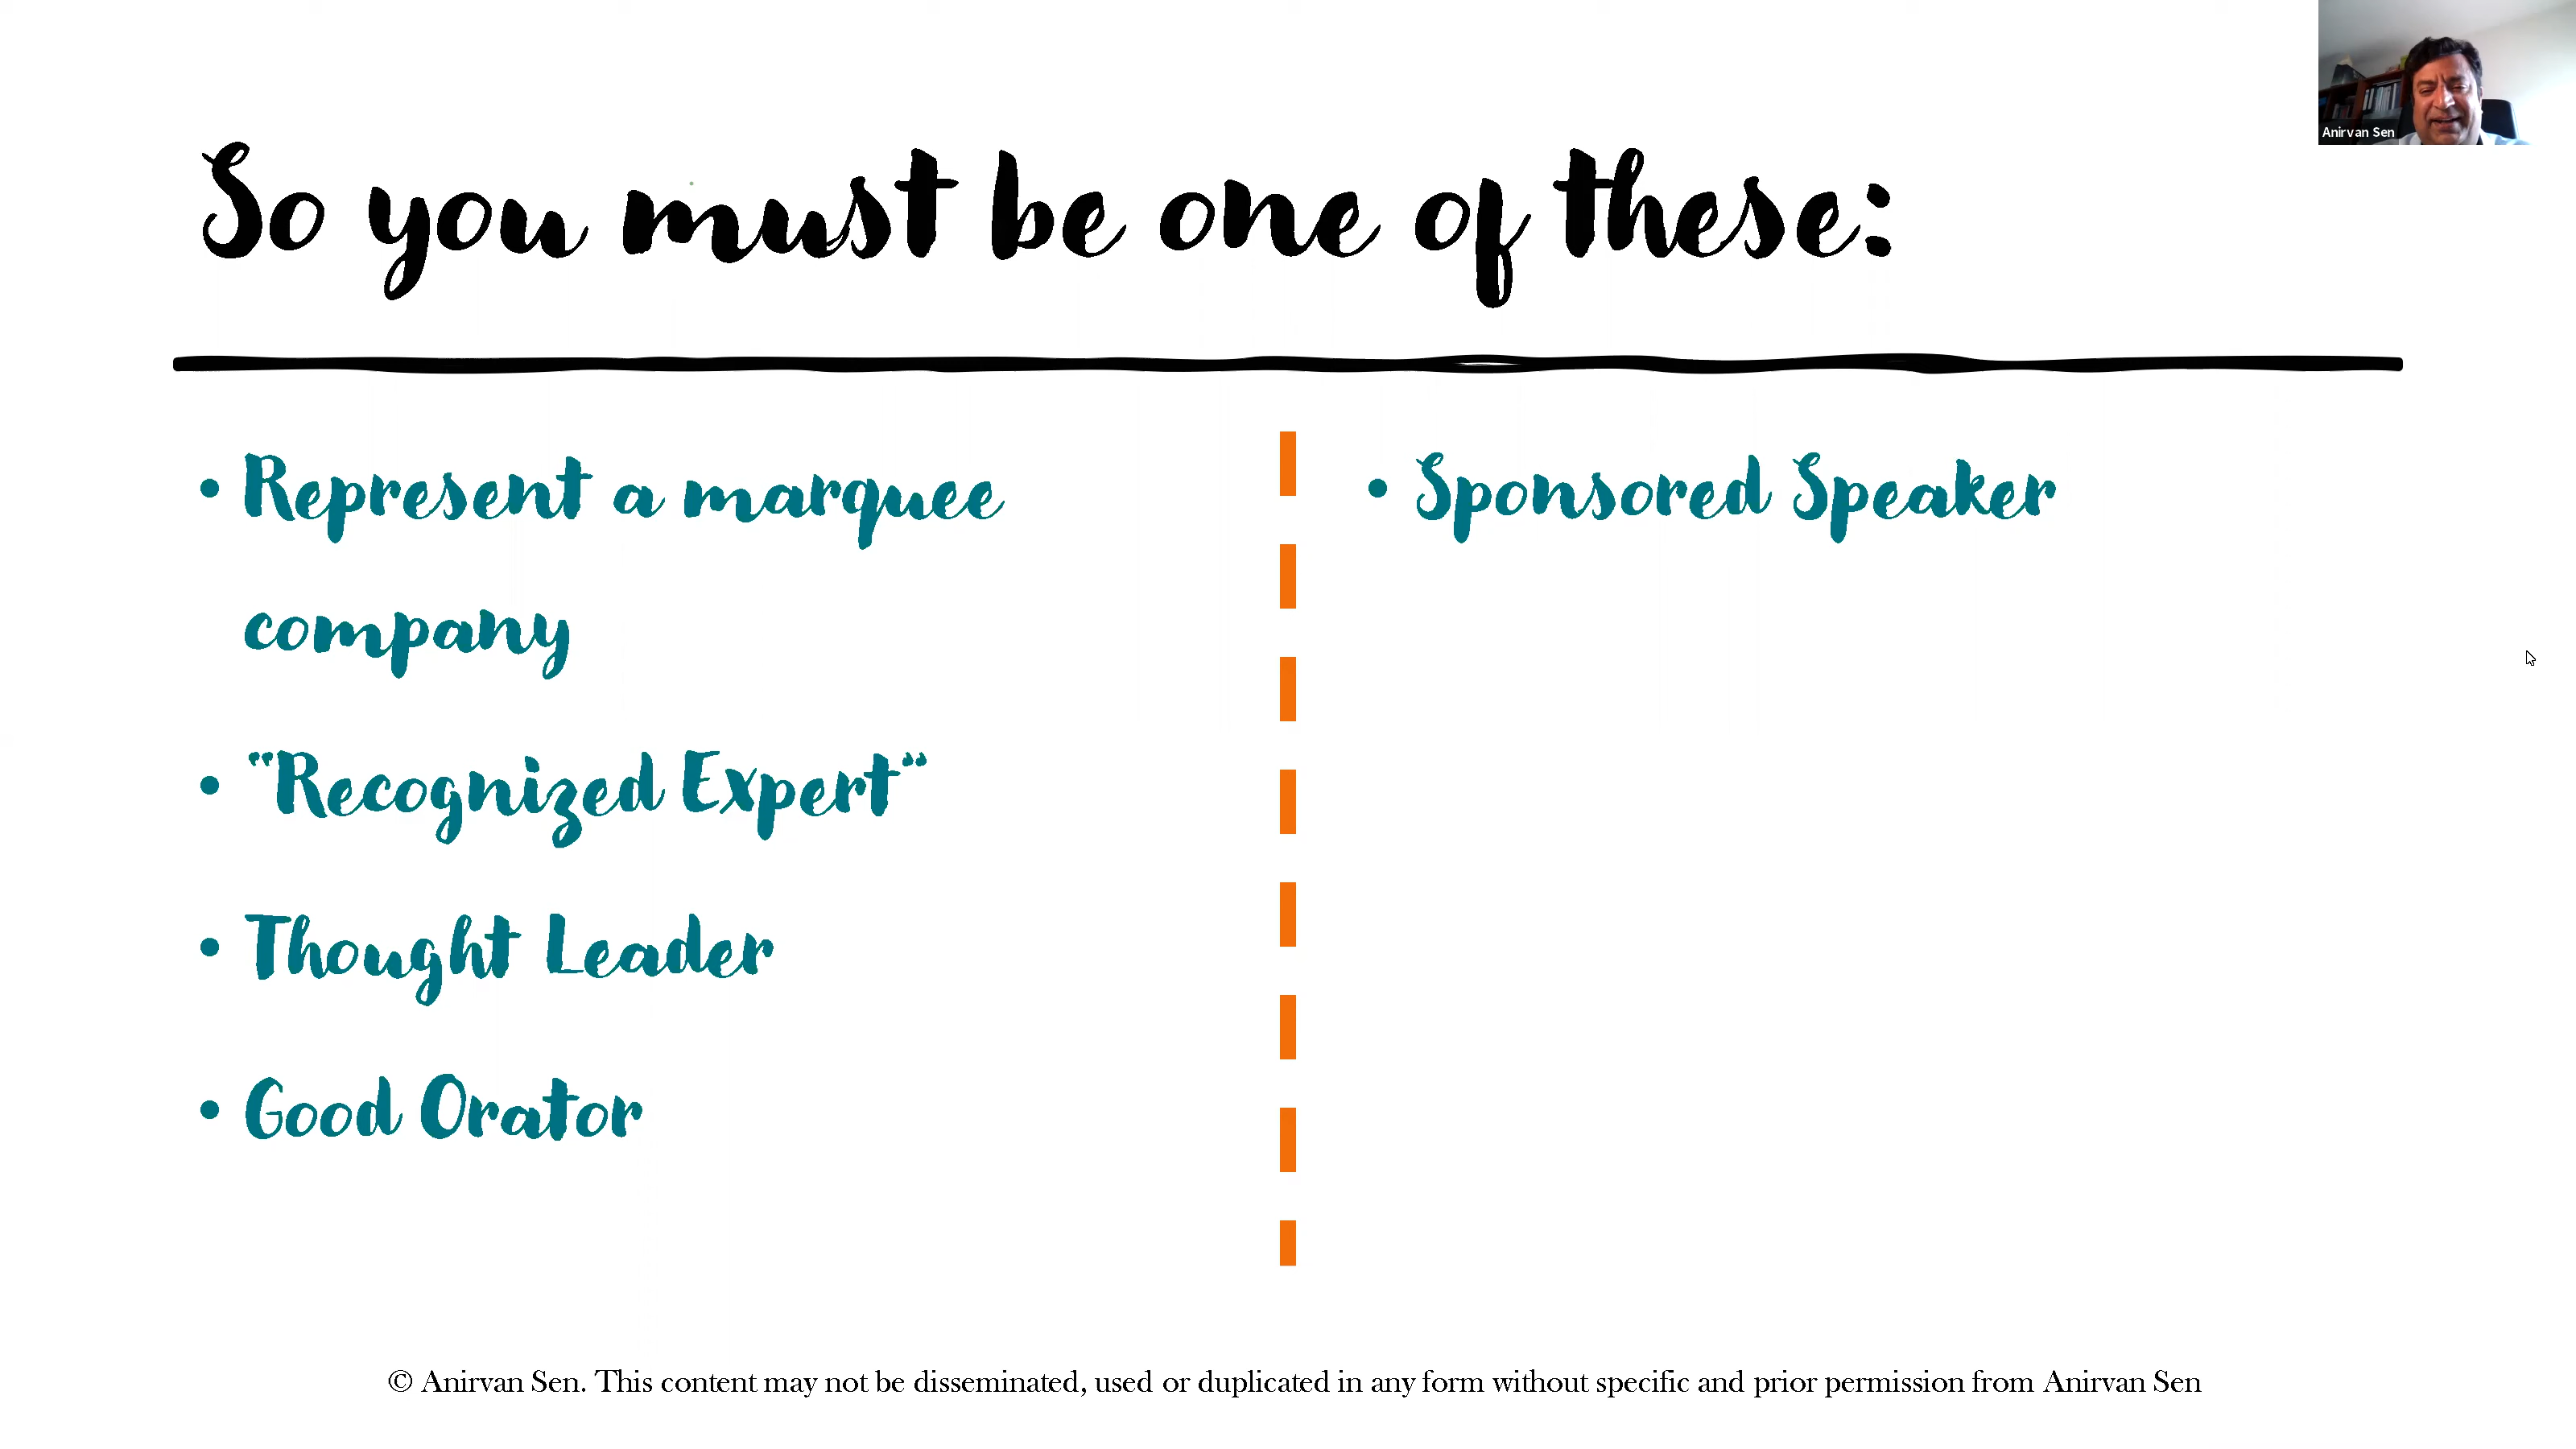 Anirvan Sen
So you must be one of these:
• Represent a marquee
company
• "Recognized Expert"
• Thought Leader
• Good Orator
• Sponsored Speaker
© Anirvan Sen. This content may not be disseminated, used or duplicated in any form without specific and prior permission from Anirvan Sen